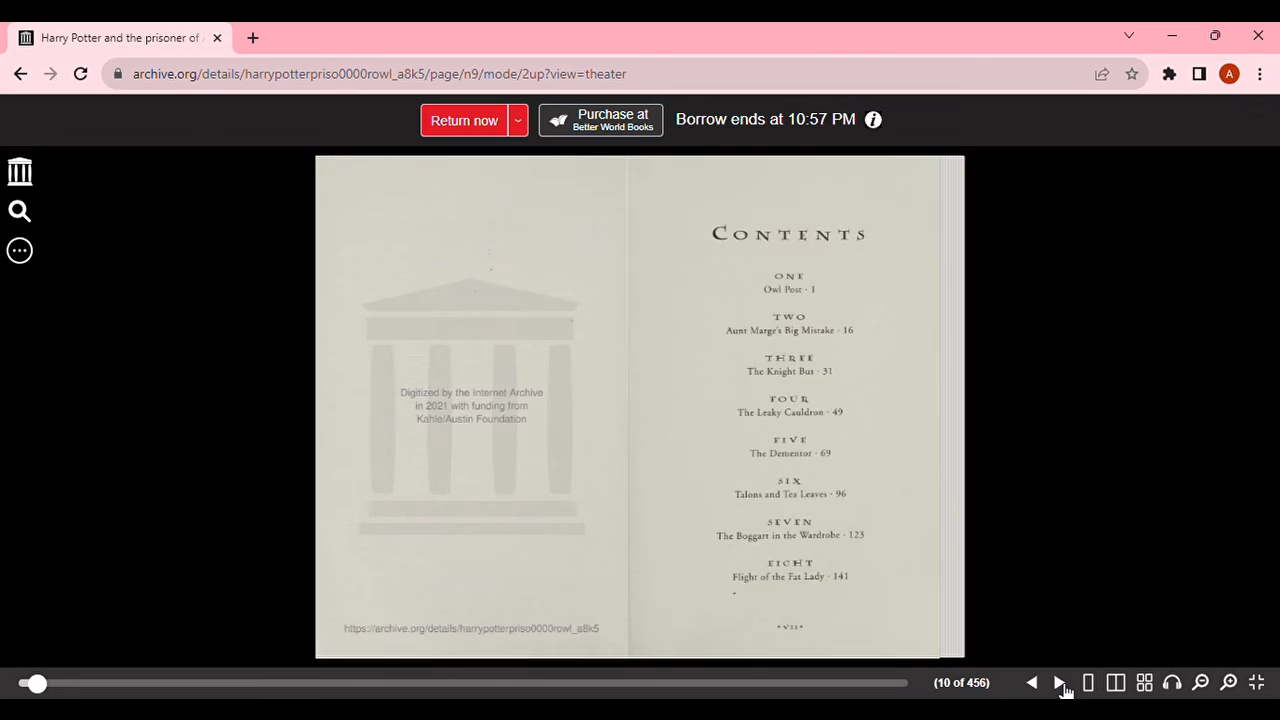 Harry Potter and the prisoner of
archive.org/details/harrypotterpriso0000rowl_a8k5/page/n9/mode/2up?view=theater
A
Return now
Purchase at
Better World Books
Borrow ends at 10:57 PM
Digitized by the Internet Archive
in 2021 with funding from
Kahle/Austin Foundation
https://archive.org/details/harrypotterpriso0000rowl_a8k5
CONTENTS
ONE
Owl Post · 1
TWO
Aunt Marge's Big Mistake · 16
THREE
The Knight Bus · 31
FOUR
The Leaky Cauldron · 49
FIVE
The Dementor · 69
SIX
Talons and Tea Leaves · 96
SEVEN
The Boggart in the Wardrobe · 123
EIGHT
Flight of the Fat Lady · 141
• VII •
(10 of 456)